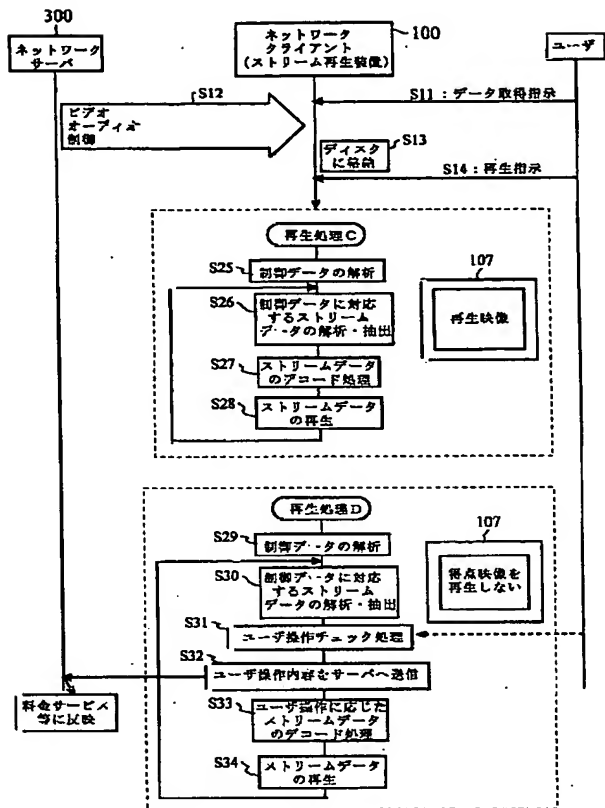 300
ネットワーク
サーバ
100
ネットワーク
クライアント
(ストリーム再生装置)
ユーザ
S12
ビデオ
オーディオ
制御
S11：データ取得指示
ディスク
に格納
S13
S14：再生指示
再生処理C
S25
制御データの解析
S26
制御データに対応
するストリーム
データの解析・抽出
S27
ストリームデータ
のデコード処理
S28
ストリームデータ
の再生
107
再生映像
再生処理D
S29
制御データの解析
S30
制御データに対応
するストリーム
データの解析・抽出
S31
ユーザ操作チェック処理
S32
ユーザ操作内容をサーバへ送信
S33
ユーザ操作に応じた
ストリームデータ
のデコード処理
S34
ストリームデータ
の再生
107
得点映像を
再生しない
料金サービス
等に反映